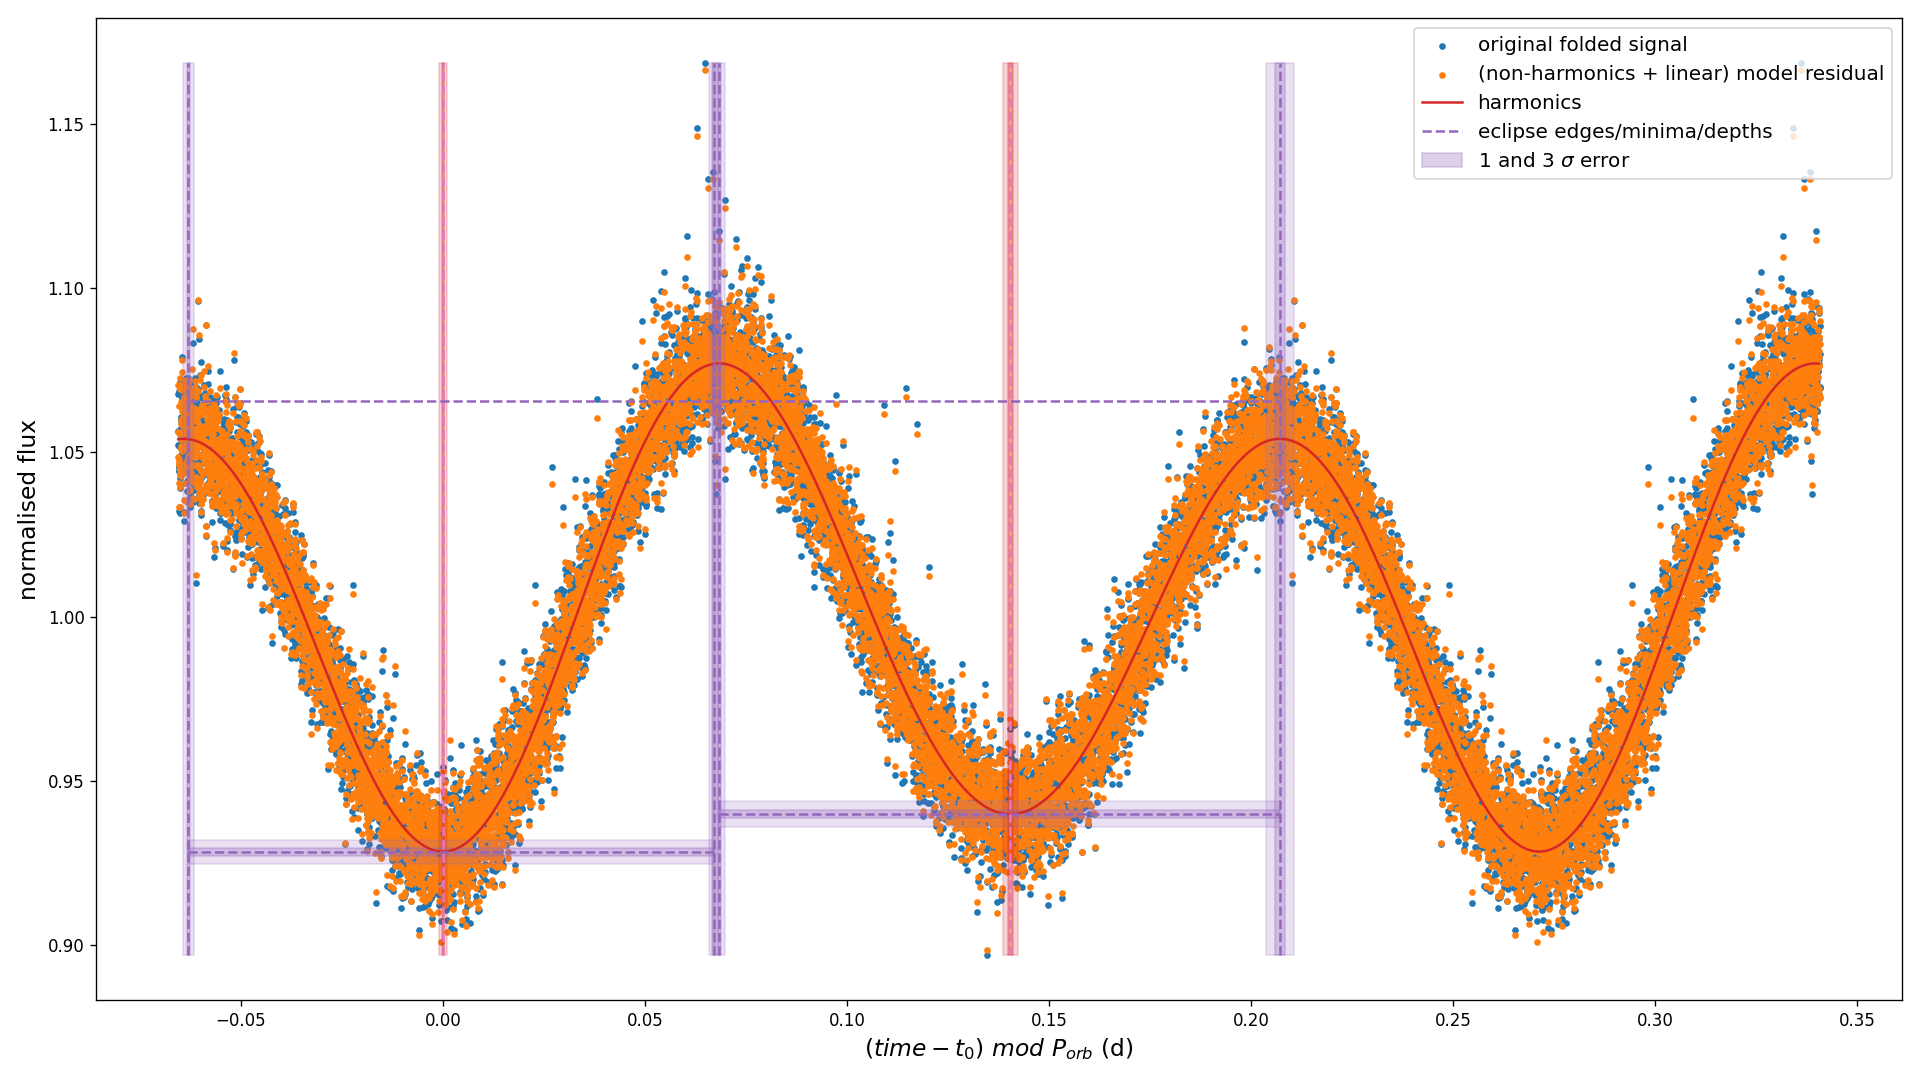 original folded signal
(non-harmonics + linear) model residual
harmonics
eclipse edges/minima/depths
1 and 3 σ error
normalised flux
1.15
1.10
1.05
1.00
0.95
0.90
−0.05
0.00
0.05
0.10
0.15
0.20
0.25
0.30
0.35
(time − t₀) mod Pₒᵣb (d)